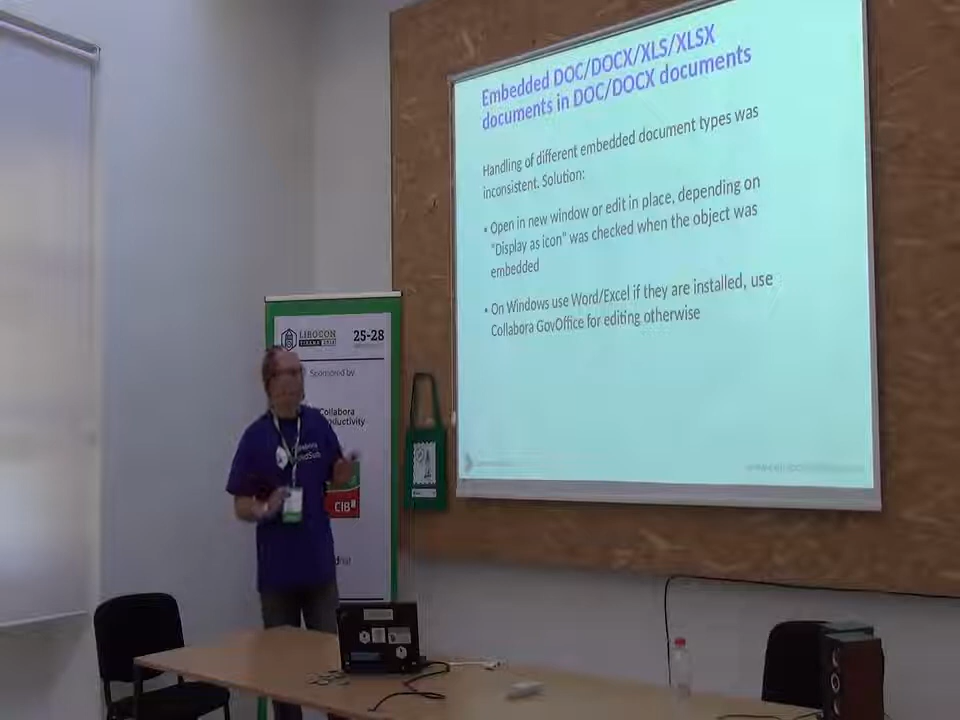 Embedded DOC/DOCX/XLS/XLSX
documents in DOC/DOCX documents
Handling of different embedded document types was
inconsistent. Solution:
• Open in new window or edit in place, depending on
"Display as icon" was checked when the object was
embedded
• On Windows use Word/Excel if they are installed, use
Collabora GovOffice for editing otherwise
LIBOCON
25-28
Sponsored by
Collabora
CIB